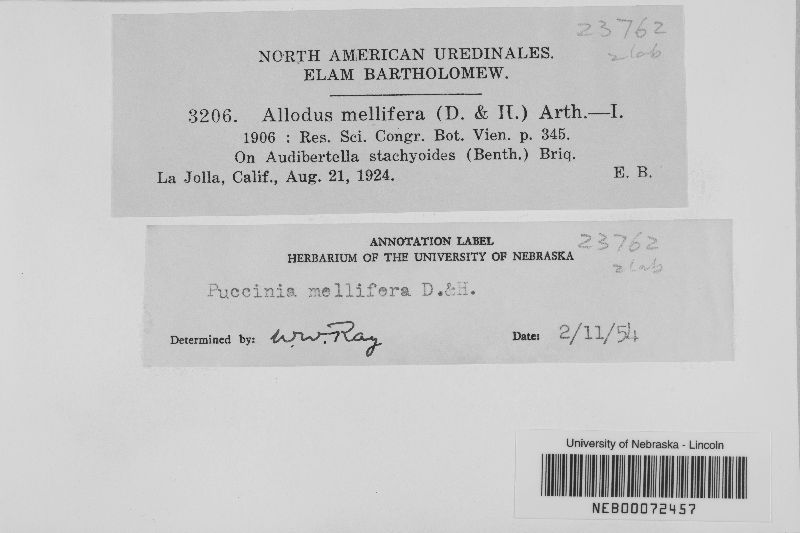 23762
2 lab
NORTH AMERICAN UREDINALES.
ELAM BARTHOLOMEW.
3206. Allodus mellifera (D. & H.) Arth.—I.
1906 : Res. Sci. Congr. Bot. Vien. p. 345.
On Audibertella stachyoides (Benth.) Briq.
La Jolla, Calif., Aug. 21, 1924. E. B.
ANNOTATION LABEL 23762
HERBARIUM OF THE UNIVERSITY OF NEBRASKA
2 lab
Puccinia mellifera D.&H.
Determined by: W.W. Ray Date: 2/11/54
University of Nebraska - Lincoln
NEB00072457